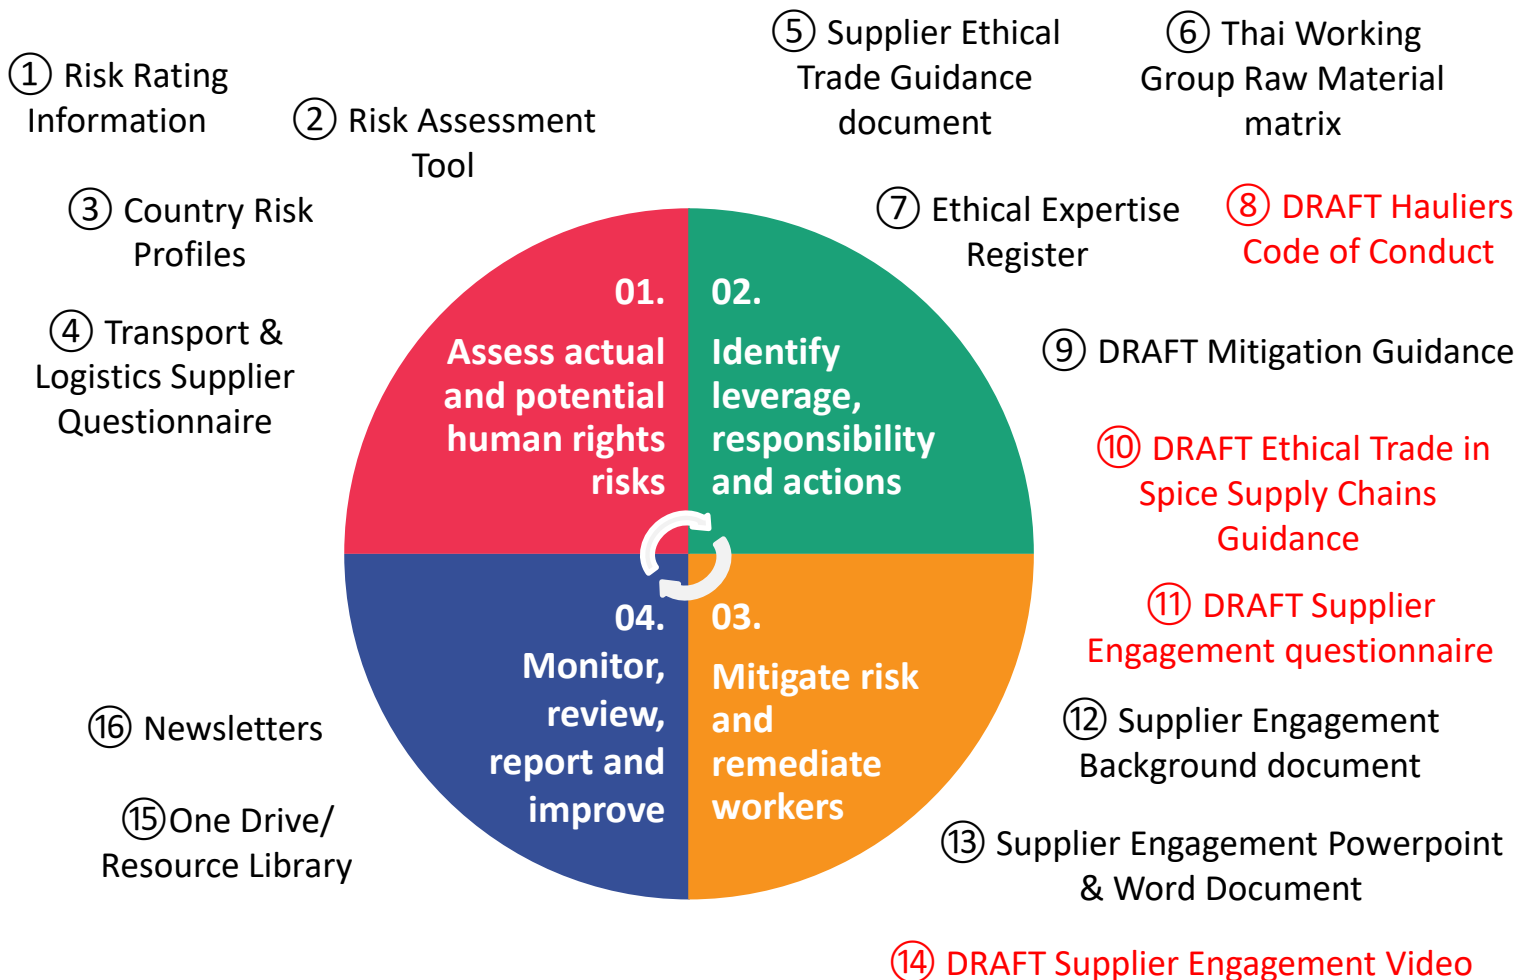 ① Risk Rating
Information
② Risk Assessment
Tool
③ Country Risk
Profiles
④ Transport &
Logistics Supplier
Questionnaire
⑤ Supplier Ethical
Trade Guidance
document
⑥ Thai Working
Group Raw Material
matrix
⑦ Ethical Expertise
Register
⑧ DRAFT Hauliers
Code of Conduct
⑨ DRAFT Mitigation Guidance
⑩ DRAFT Ethical Trade in
Spice Supply Chains
Guidance
⑪ DRAFT Supplier
Engagement questionnaire
⑫ Supplier Engagement
Background document
⑬ Supplier Engagement Powerpoint
& Word Document
⑭ DRAFT Supplier Engagement Video
⑮One Drive/
Resource Library
⑯ Newsletters
01.
Assess actual
and potential
human rights
risks
02.
Identify
leverage,
responsibility
and actions
03.
Mitigate risk
and
remediate
workers
04.
Monitor,
review,
report and
improve